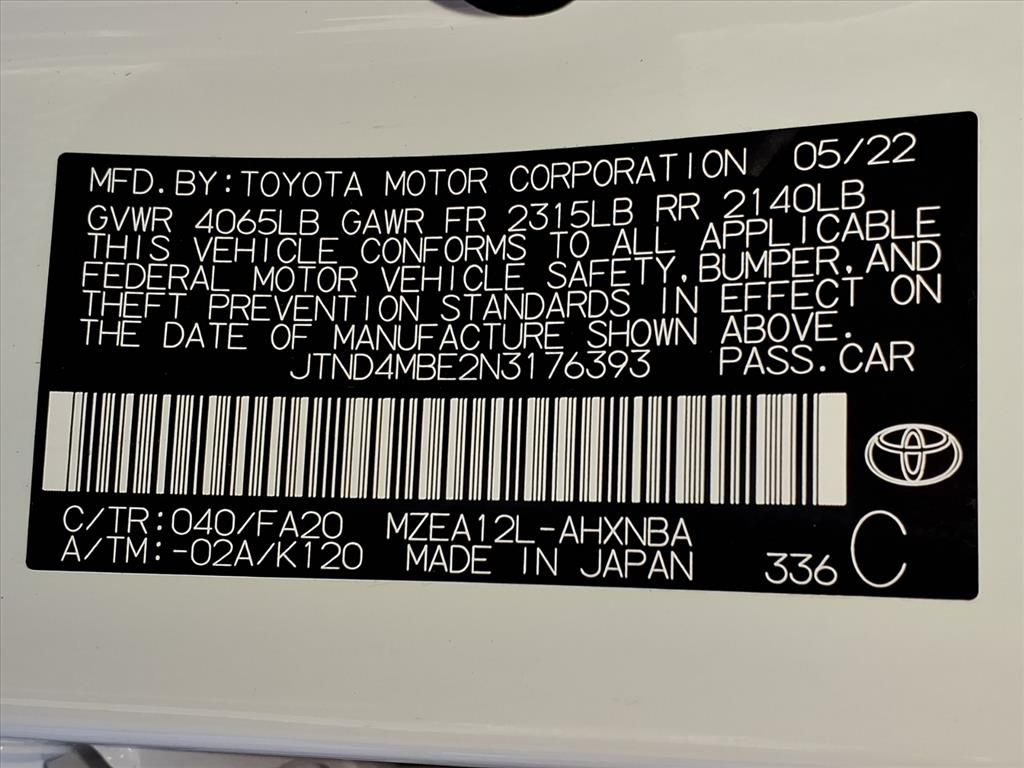 MFD.BY:TOYOTA MOTOR CORPORATION 05/22
GVWR 4065LB GAWR FR 2315LB RR 2140LB
THIS VEHICLE CONFORMS TO ALL APPLICABLE
FEDERAL MOTOR VEHICLE SAFETY,BUMPER,AND
THEFT PREVENTION STANDARDS IN EFFECT ON
THE DATE OF MANUFACTURE SHOWN ABOVE.
JTND4MBE2N3176393 PASS.CAR
C/TR:040/FA20 MZEA12L-AHXNBA
A/TM:-02A/K120 MADE IN JAPAN 336 C